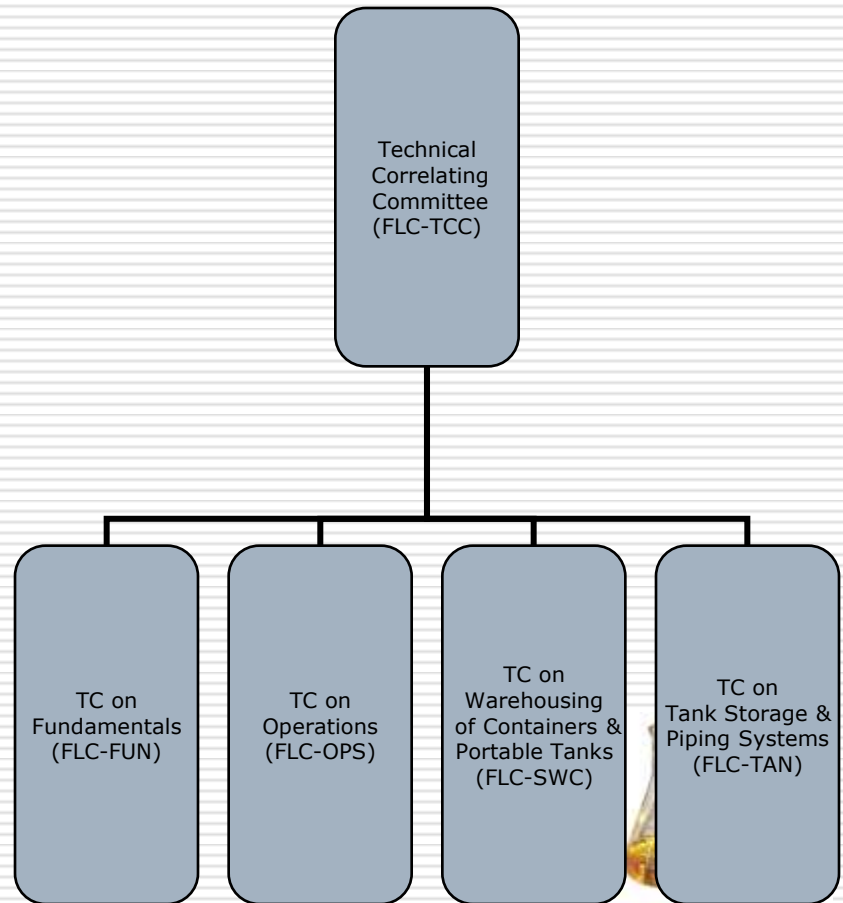 Technical
Correlating
Committee
(FLC-TCC)
TC on
Fundamentals
(FLC-FUN)
TC on
Operations
(FLC-OPS)
TC on
Warehousing
of Containers &
Portable Tanks
(FLC-SWC)
TC on
Tank Storage &
Piping Systems
(FLC-TAN)